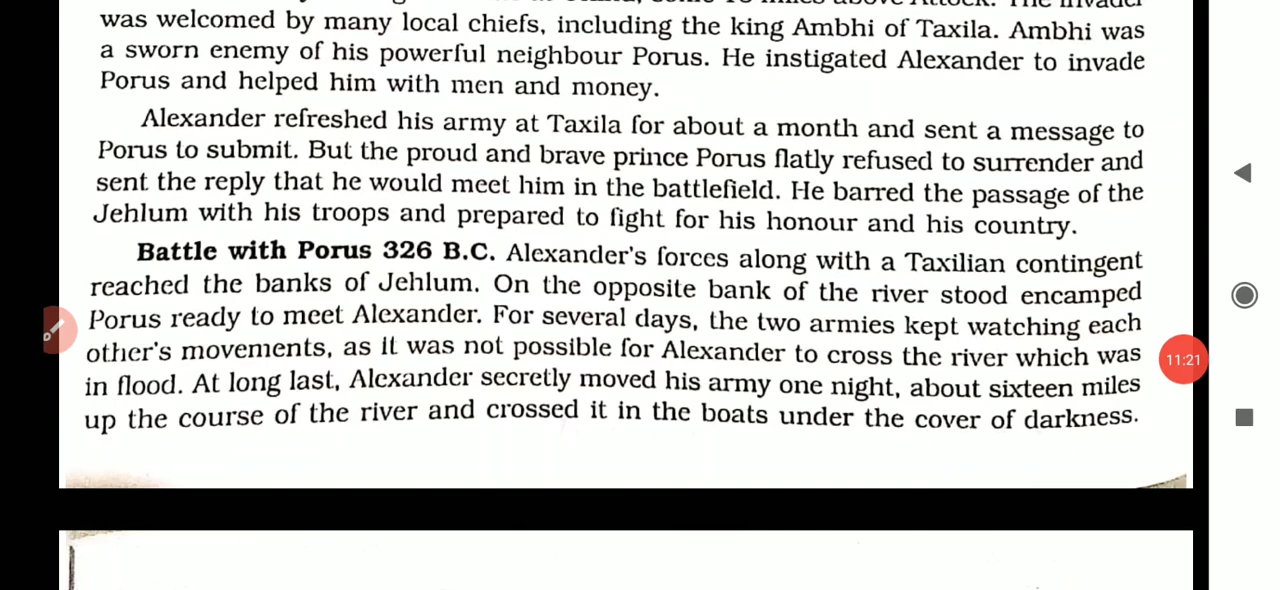 some miles above Attock. The invader
was welcomed by many local chiefs, including the king Ambhi of Taxila. Ambhi was
a sworn enemy of his powerful neighbour Porus. He instigated Alexander to invade
Porus and helped him with men and money.
Alexander refreshed his army at Taxila for about a month and sent a message to
Porus to submit. But the proud and brave prince Porus flatly refused to surrender and
sent the reply that he would meet him in the battlefield. He barred the passage of the
Jehlum with his troops and prepared to fight for his honour and his country.
Battle with Porus 326 B.C. Alexander's forces along with a Taxilian contingent
reached the banks of Jehlum. On the opposite bank of the river stood encamped
Porus ready to meet Alexander. For several days, the two armies kept watching each
other's movements, as it was not possible for Alexander to cross the river which was
in flood. At long last, Alexander secretly moved his army one night, about sixteen miles
up the course of the river and crossed it in the boats under the cover of darkness.
11:21